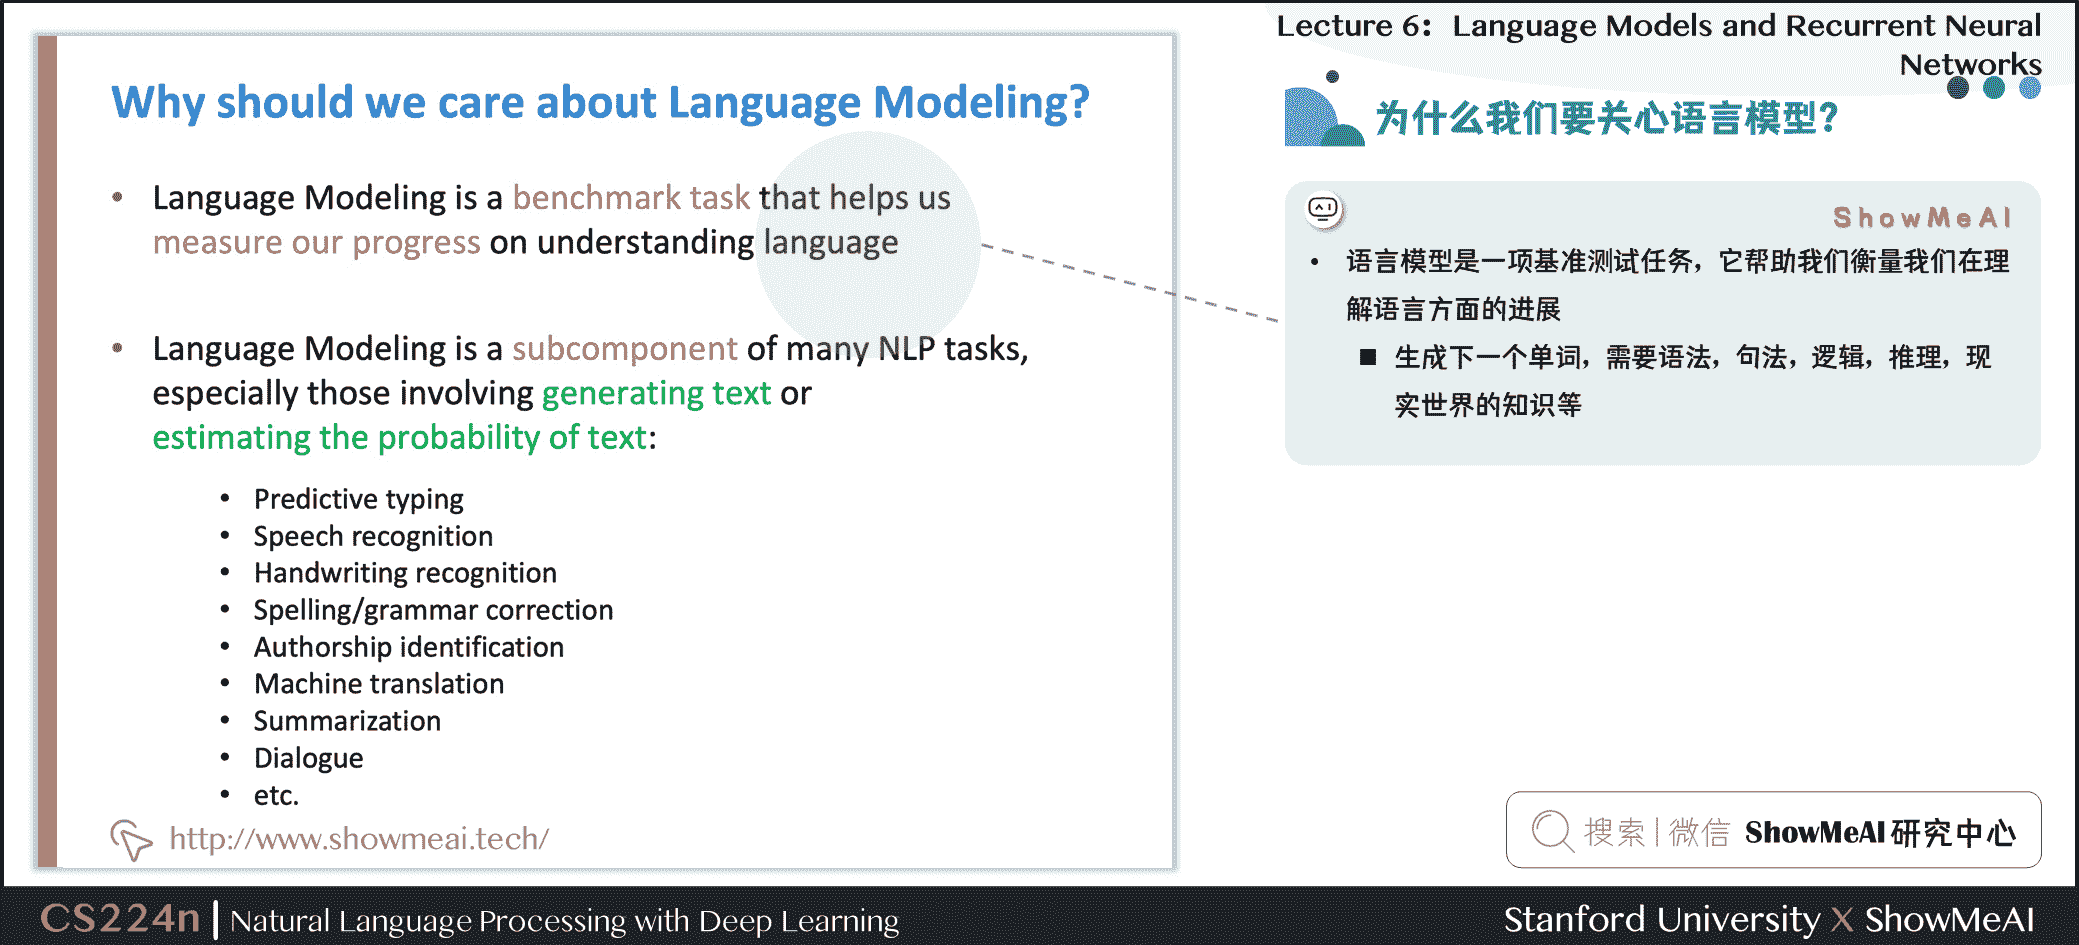 Lecture 6: Language Models and Recurrent Neural
Networks
Why should we care about Language Modeling?
• Language Modeling is a benchmark task that helps us
measure our progress on understanding language
• Language Modeling is a subcomponent of many NLP tasks,
especially those involving generating text or
estimating the probability of text:
• Predictive typing
• Speech recognition
• Handwriting recognition
• Spelling/grammar correction
• Authorship identification
• Machine translation
• Summarization
• Dialogue
• etc.
http://www.showmeai.tech/
为什么我们要关心语言模型?
ShowMeAI
• 语言模型是一项基准测试任务，它帮助我们衡量我们在理
解语言方面的进展
■ 生成下一个单词，需要语法，句法，逻辑，推理，现
实世界的知识等
搜索|微信 ShowMeAI研究中心
CS224n | Natural Language Processing with Deep Learning
Stanford University X ShowMeAI